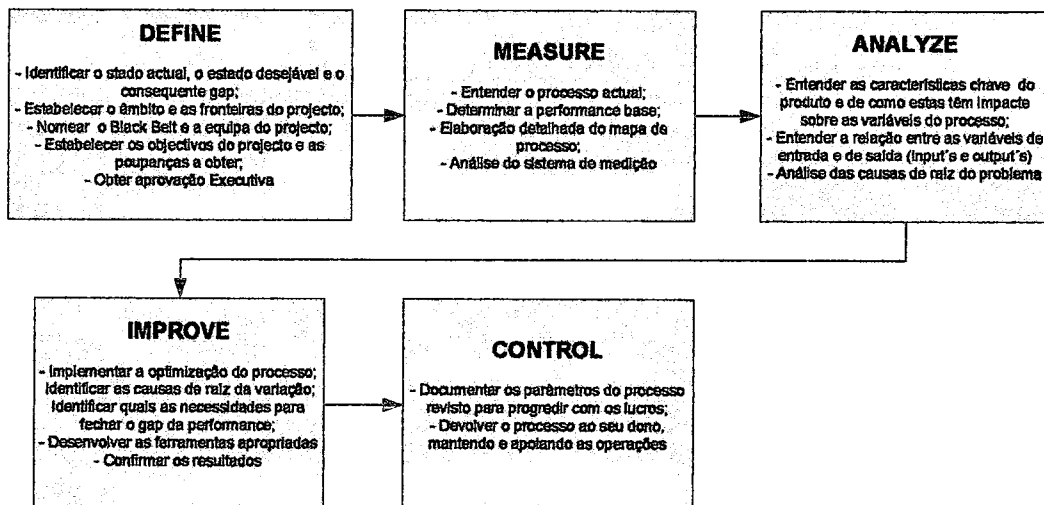 DEFINE
- Identificar o stado actual, o estado desejável e o
consequente gap;
- Estabelecer o âmbito e as fronteiras do projecto;
- Nomear o Black Belt e a equipa do projecto;
- Estabelecer os objectivos do projecto e as
poupanças a obter;
- Obter aprovação Executiva
MEASURE
- Entender o processo actual;
- Determinar a performance base;
- Elaboração detalhada do mapa de
processo;
- Análise do sistema de medição
ANALYZE
- Entender as características chave do
produto e de como estas têm impacte
sobre as variáveis do processo;
- Entender a relação entre as variáveis de
entrada e de saída (input´s e output´s)
- Análise das causas de raiz do problema
IMPROVE
- Implementar a optimização do processo;
Identificar as causas de raiz da variação;
Identificar quais as necessidades para
fechar o gap da performance;
- Desenvolver as ferramentas apropriadas
- Confirmar os resultados
CONTROL
- Documentar os parâmetros do processo
revisto para progredir com os lucros;
- Devolver o processo ao seu dono,
mantendo e apoiando as operações